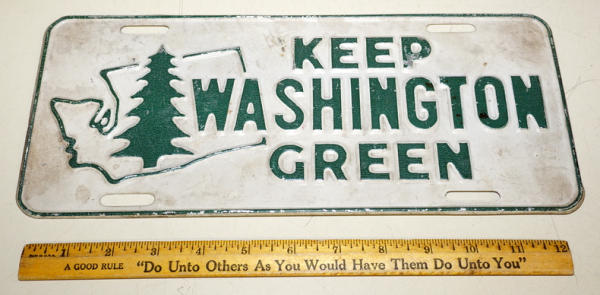 KEEP
WASHINGTON
GREEN
1 2 3 4 5 6 7 8 9 10 11 12
A GOOD RULE "Do Unto Others As You Would Have Them Do Unto You"